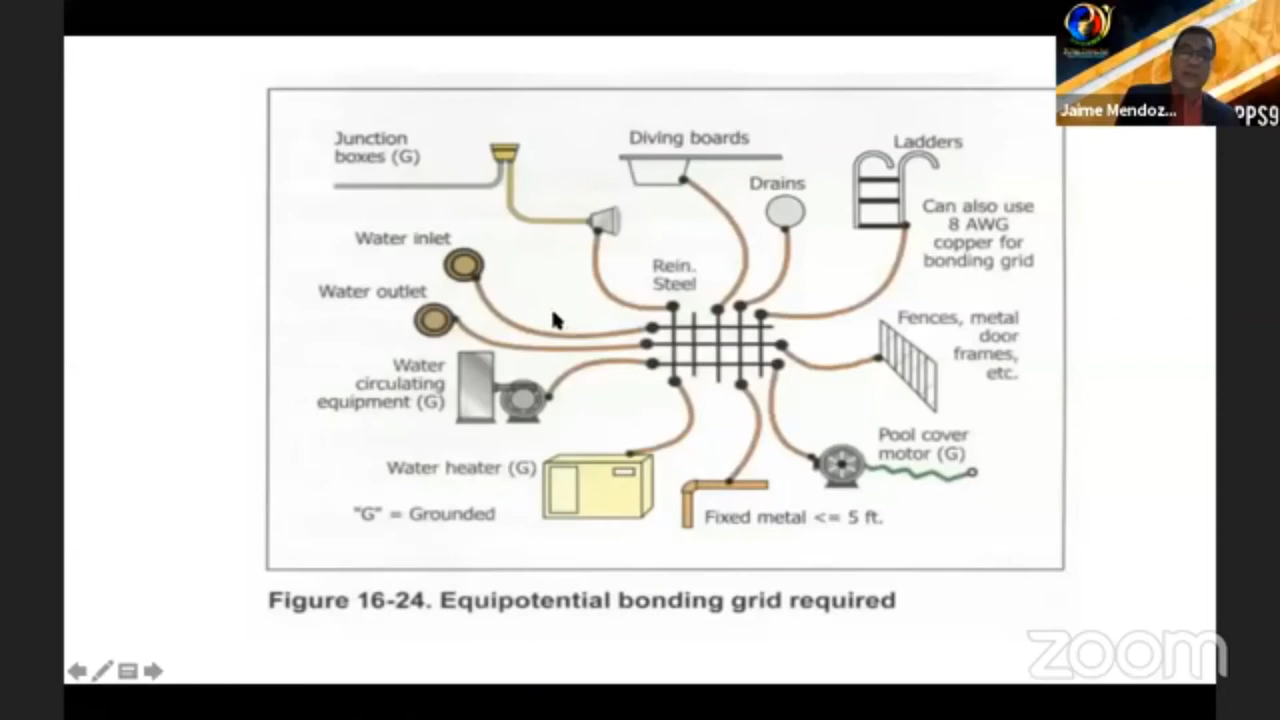 Jaime Mendoz...
PPS9
Junction
boxes (G)
Diving boards
Ladders
Drains
Can also use
8 AWG
copper for
bonding grid
Water inlet
Rein.
Steel
Water outlet
Fences, metal
door
frames,
etc.
Water
circulating
equipment (G)
Pool cover
motor (G)
Water heater (G)
"G" = Grounded
Fixed metal <= 5 ft.
Figure 16-24. Equipotential bonding grid required
zoom